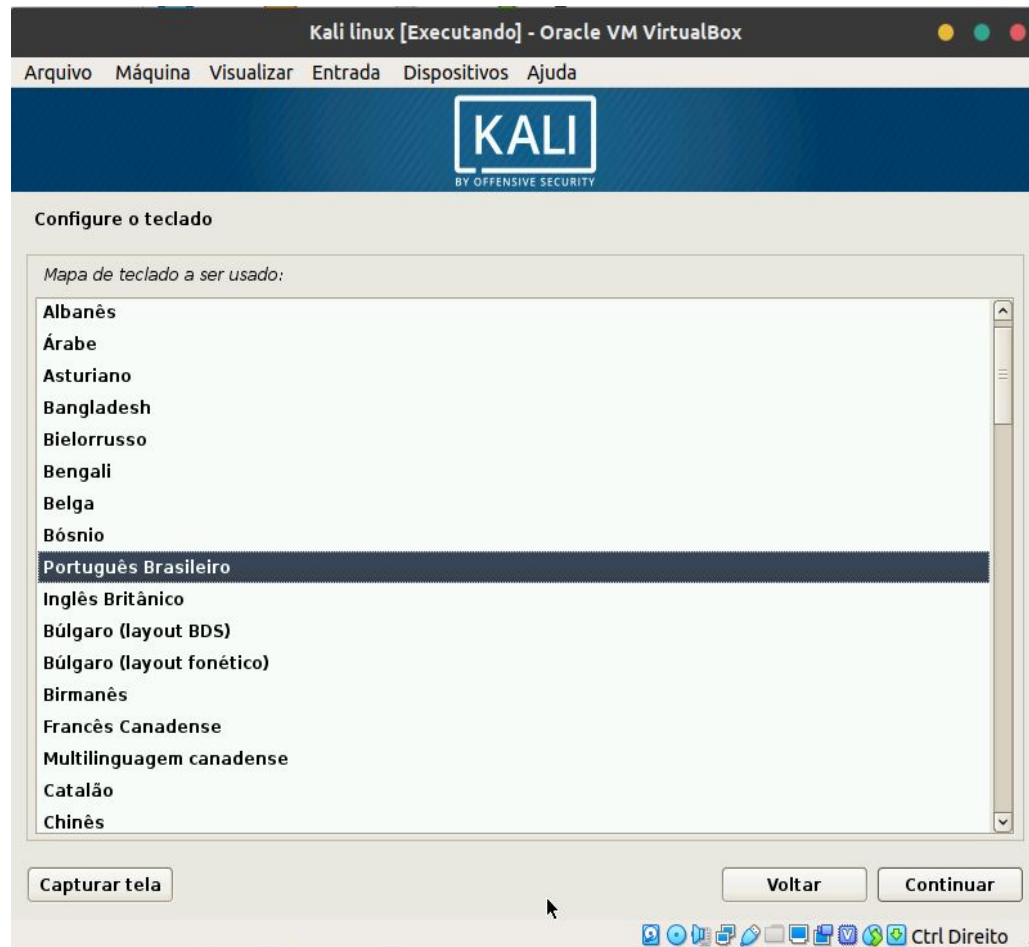 Kali linux [Executando] - Oracle VM VirtualBox
Arquivo Máquina Visualizar Entrada Dispositivos Ajuda
KALI
BY OFFENSIVE SECURITY
Configure o teclado
Mapa de teclado a ser usado:
Albanês
Árabe
Asturiano
Bangladesh
Bielorrusso
Bengali
Belga
Bósnio
Português Brasileiro
Inglês Britânico
Búlgaro (layout BDS)
Búlgaro (layout fonético)
Birmanês
Francês Canadense
Multilinguagem canadense
Catalão
Chinês
Capturar tela Voltar Continuar
Ctrl Direito